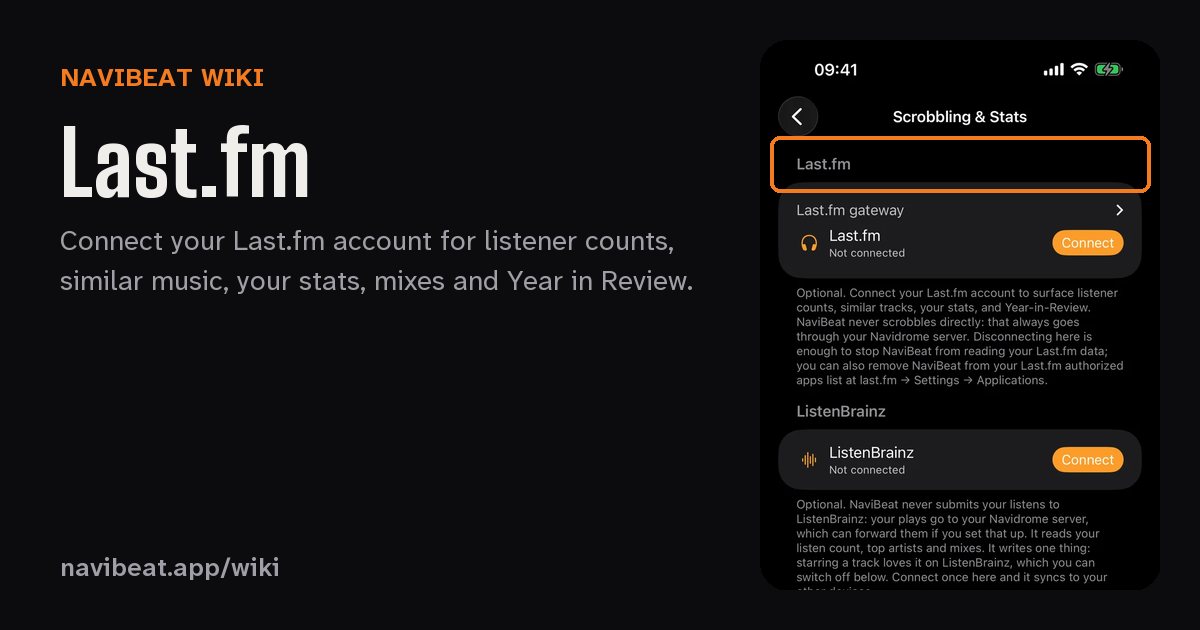 NAVIBEAT WIKI
Last.fm
Connect your Last.fm account for listener counts,
similar music, your stats, mixes and Year in Review.
navibeat.app/wiki
09:41
Scrobbling & Stats
Last.fm
Last.fm gateway
Last.fm
Not connected
Connect
Optional. Connect your Last.fm account to surface listener
counts, similar tracks, your stats, and Year-in-Review.
NaviBeat never scrobbles directly: that always goes
through your Navidrome server. Disconnecting here is
enough to stop NaviBeat from reading your Last.fm data;
you can also remove NaviBeat from your Last.fm authorized
apps list at last.fm → Settings → Applications.
ListenBrainz
ListenBrainz
Not connected
Connect
Optional. NaviBeat never submits your listens to
ListenBrainz: your plays go to your Navidrome server,
which can forward them if you set that up. It reads your
listen count, top artists and mixes. It writes one thing:
starring a track loves it on ListenBrainz, which you can
switch off below. Connect once here and it syncs to your